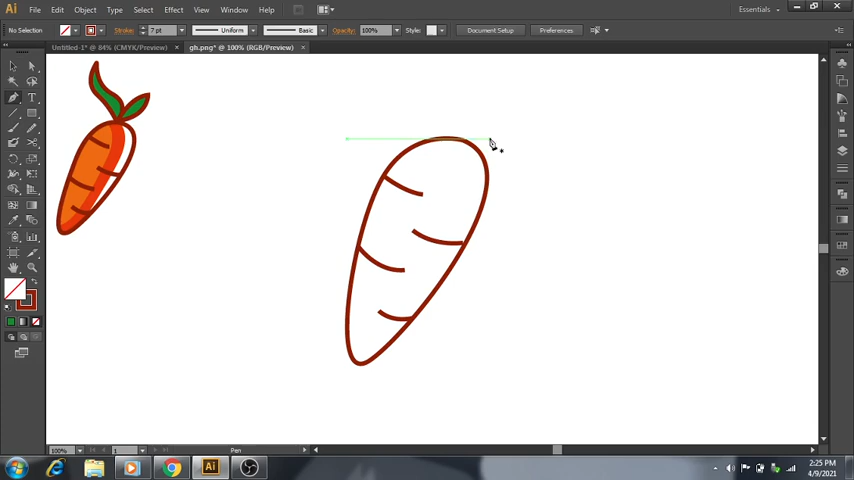 Ai File Edit Object Type Select Effect View Window Help Essentials
No Selection Stroke: 7 pt Uniform Basic Opacity: 100% Style: Document Setup Preferences
Untitled-1* @ 84% (CMYK/Preview) × gh.png* @ 100% (RGB/Preview) ×
100% 1 Pen
Ai 2:25 PM
4/9/2021